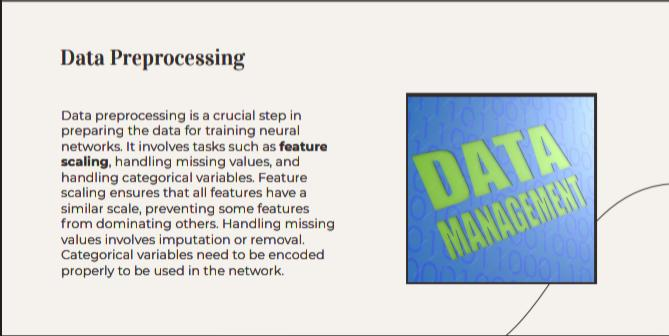 Data Preprocessing
Data preprocessing is a crucial step in
preparing the data for training neural
networks. It involves tasks such as feature
scaling, handling missing values, and
handling categorical variables. Feature
scaling ensures that all features have a
similar scale, preventing some features
from dominating others. Handling missing
values involves imputation or removal.
Categorical variables need to be encoded
properly to be used in the network.
DATA
MANAGEMENT